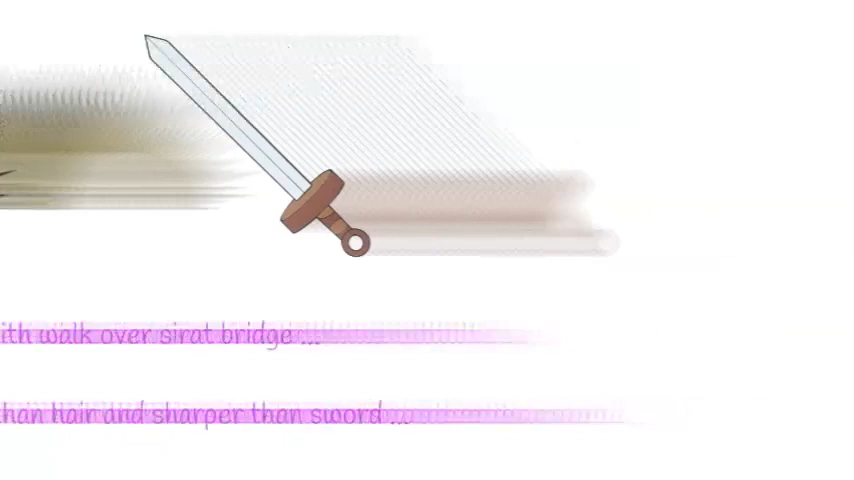 ith walk over sirat bridge ...
han hair and sharper than sword ...